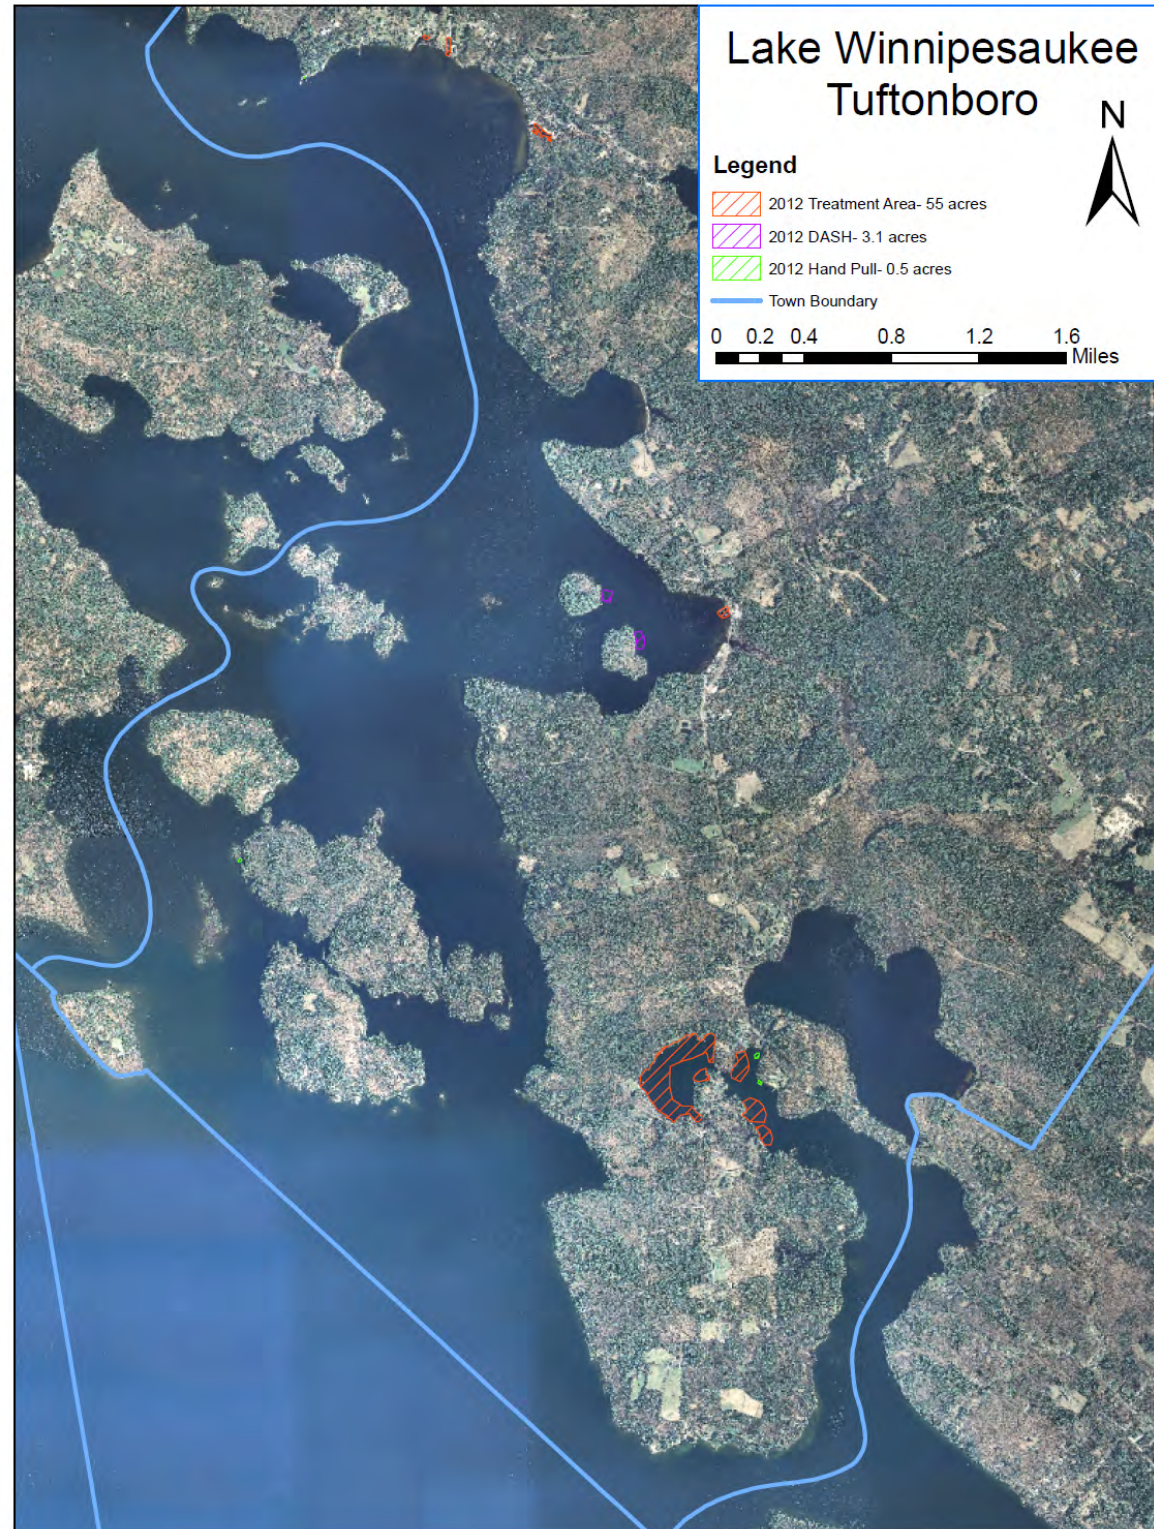 Lake Winnipesaukee
Tuftonboro
N
Legend
2012 Treatment Area- 55 acres
2012 DASH- 3.1 acres
2012 Hand Pull- 0.5 acres
Town Boundary
0 0.2 0.4 0.8 1.2 1.6
Miles